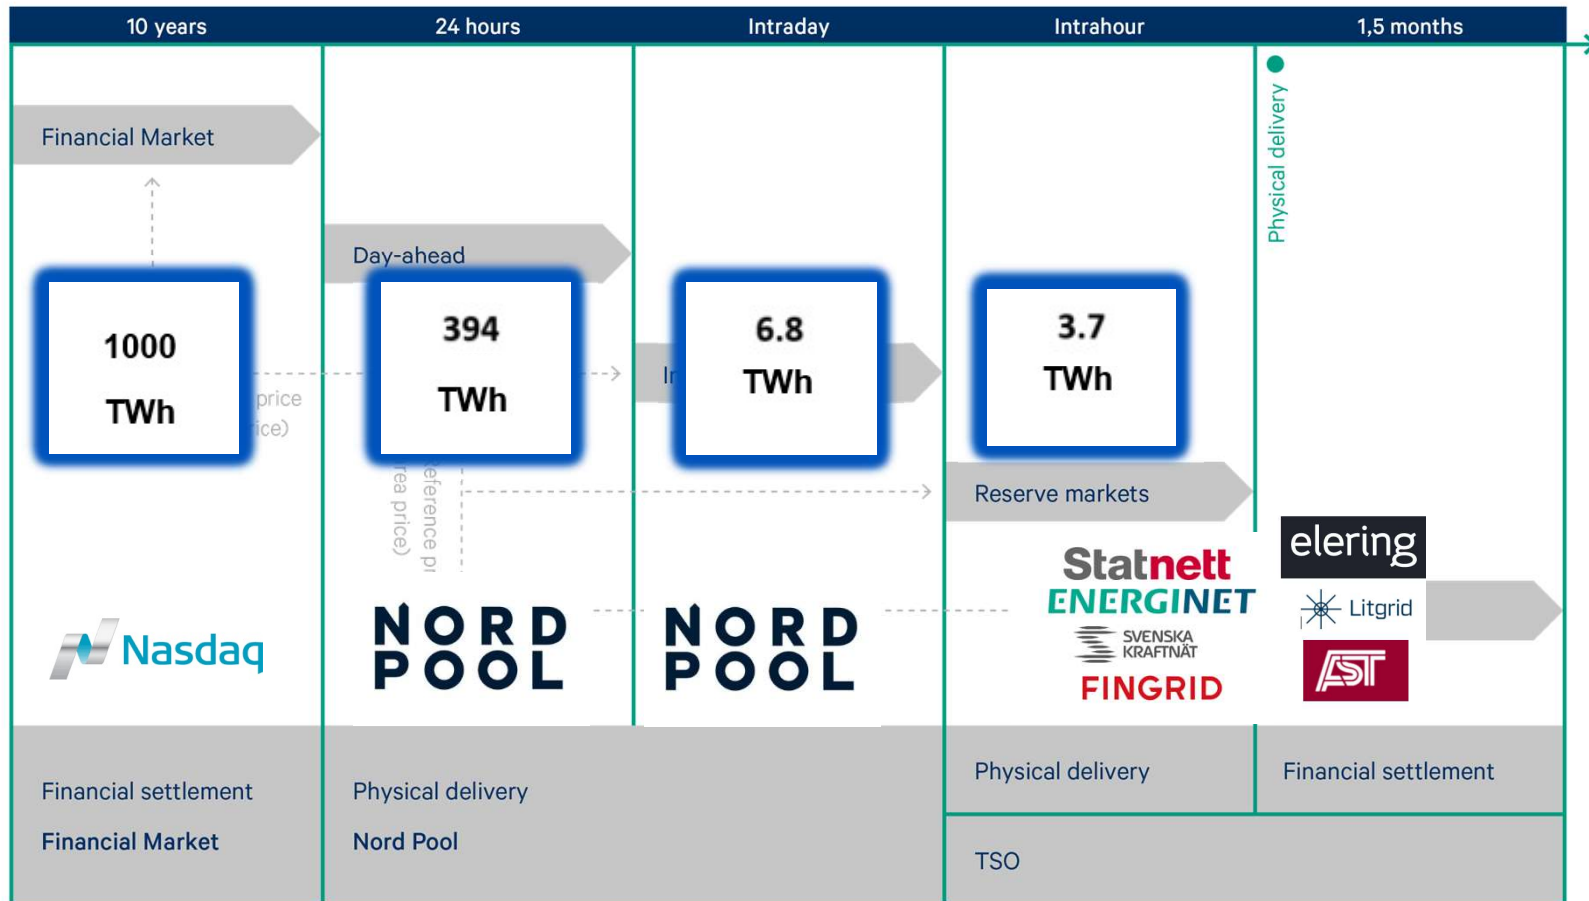 10 years
24 hours
Intraday
Intrahour
1,5 months
Physical delivery
Financial Market
Day-ahead
1000
TWh
394
TWh
6.8
TWh
3.7
TWh
price
Reserve markets
Nasdaq
NORD
POOL
NORD
POOL
Statnett
ENERGINET
SVENSKA
KRAFTNÄT
FINGRID
elering
Litgrid
AST
Financial settlement
Financial Market
Physical delivery
Nord Pool
Physical delivery
Financial settlement
TSO